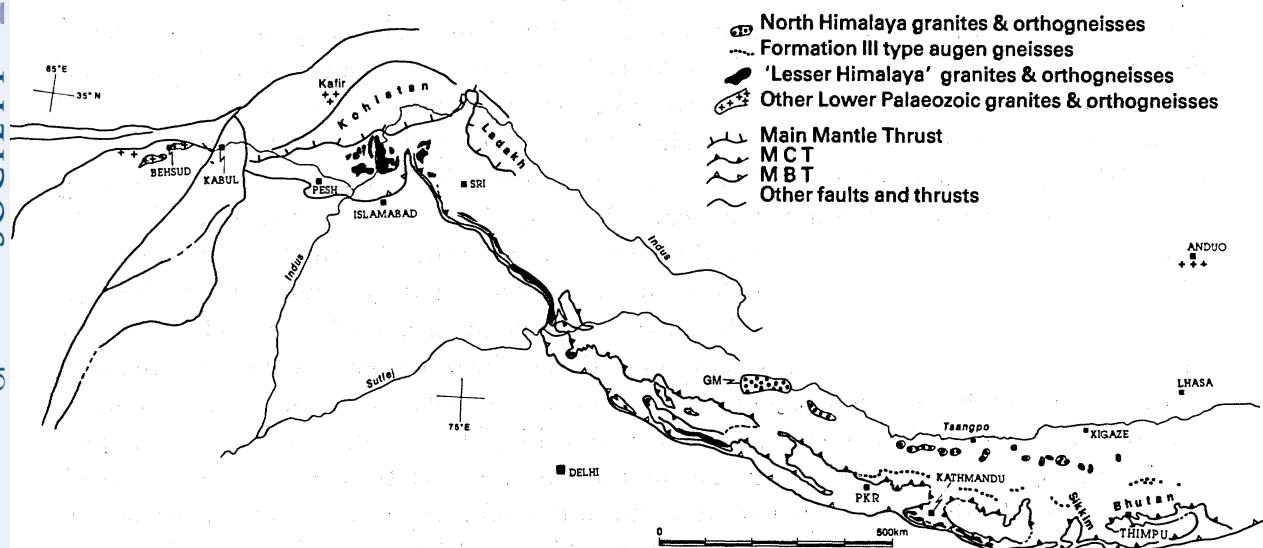 North Himalaya granites & orthogneisses
Formation III type augen gneisses
'Lesser Himalaya' granites & orthogneisses
Other Lower Palaeozoic granites & orthogneisses
Main Mantle Thrust
MCT
MBT
Other faults and thrusts
65°E
35°N
Kafir
Kohistan
Ladakh
BEHSUD
KABUL
PESH
ISLAMABAD
SRI
Indus
Indus
ANDUO
Sutlej
75°E
GM
LHASA
Tsangpo
XIGAZE
DELHI
PKR
KATHMANDU
Sikkim
Bhutan
THIMPU
0 500km